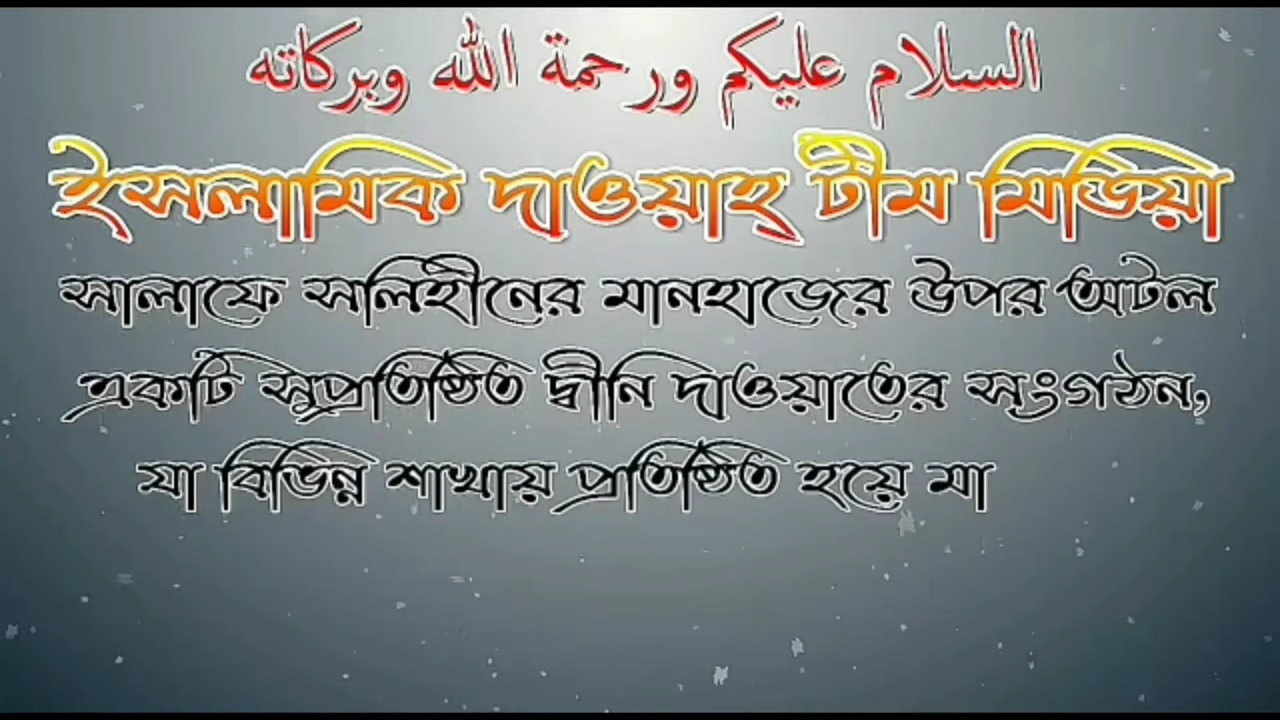 السلام عليكم ورحمة الله وبركاته
ইসলামিক দাওয়াহ্ টীম মিডিয়া
সালাফে সলিহীনের মানহাজের উপর অটল
একটি সুপ্রতিষ্ঠিত দ্বীনি দাওয়াতের সংগঠন,
যা বিভিন্ন শাখায় প্রতিষ্ঠিত হয়ে মা